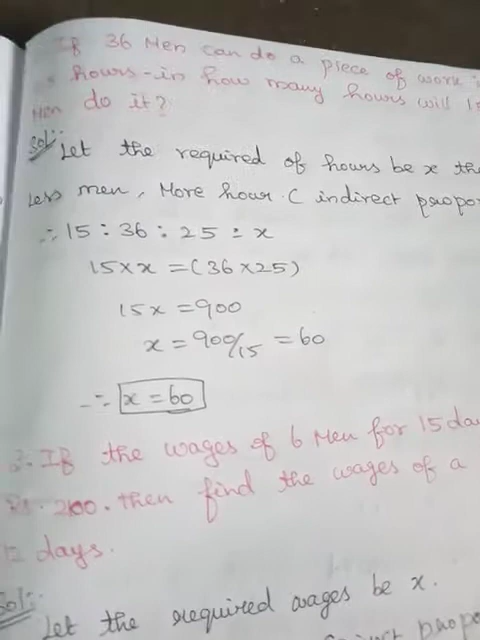 If 36 Men can do a piece of work
hours - in how many hours will
Men do it?
Sol:- Let the required of hours be x
Less men, More hour. C indirect
∴ 15 : 36 : 25 : x
15 × x = (36 × 25)
15x = 900
x = 900/15 = 60
∴ x = 60
If the wages of 6 Men for 15
Rs. 2100. then find the wages of a
days.
Sol:-
Let the required wages be x.